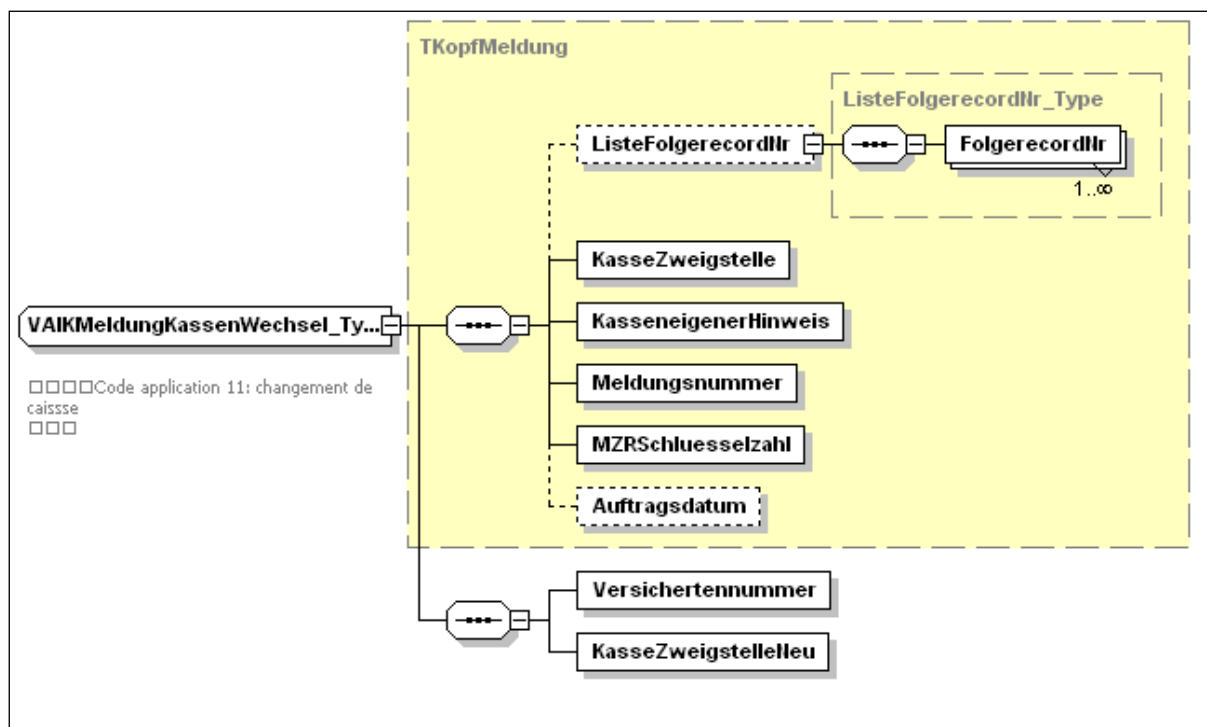 TKopfMeldung
ListeFolgerecordNr_Type
ListeFolgerecordNr
FolgerecordNr
1..∞
KasseZweigstelle
KasseneigenerHinweis
VAIKMeldungKassenWechsel_Ty...
Meldungsnummer
□□□□Code application 11: changement de
caissse
□□□
MZRSchluesselzahl
Auftragsdatum
Versichertennummer
KasseZweigstelleNeu